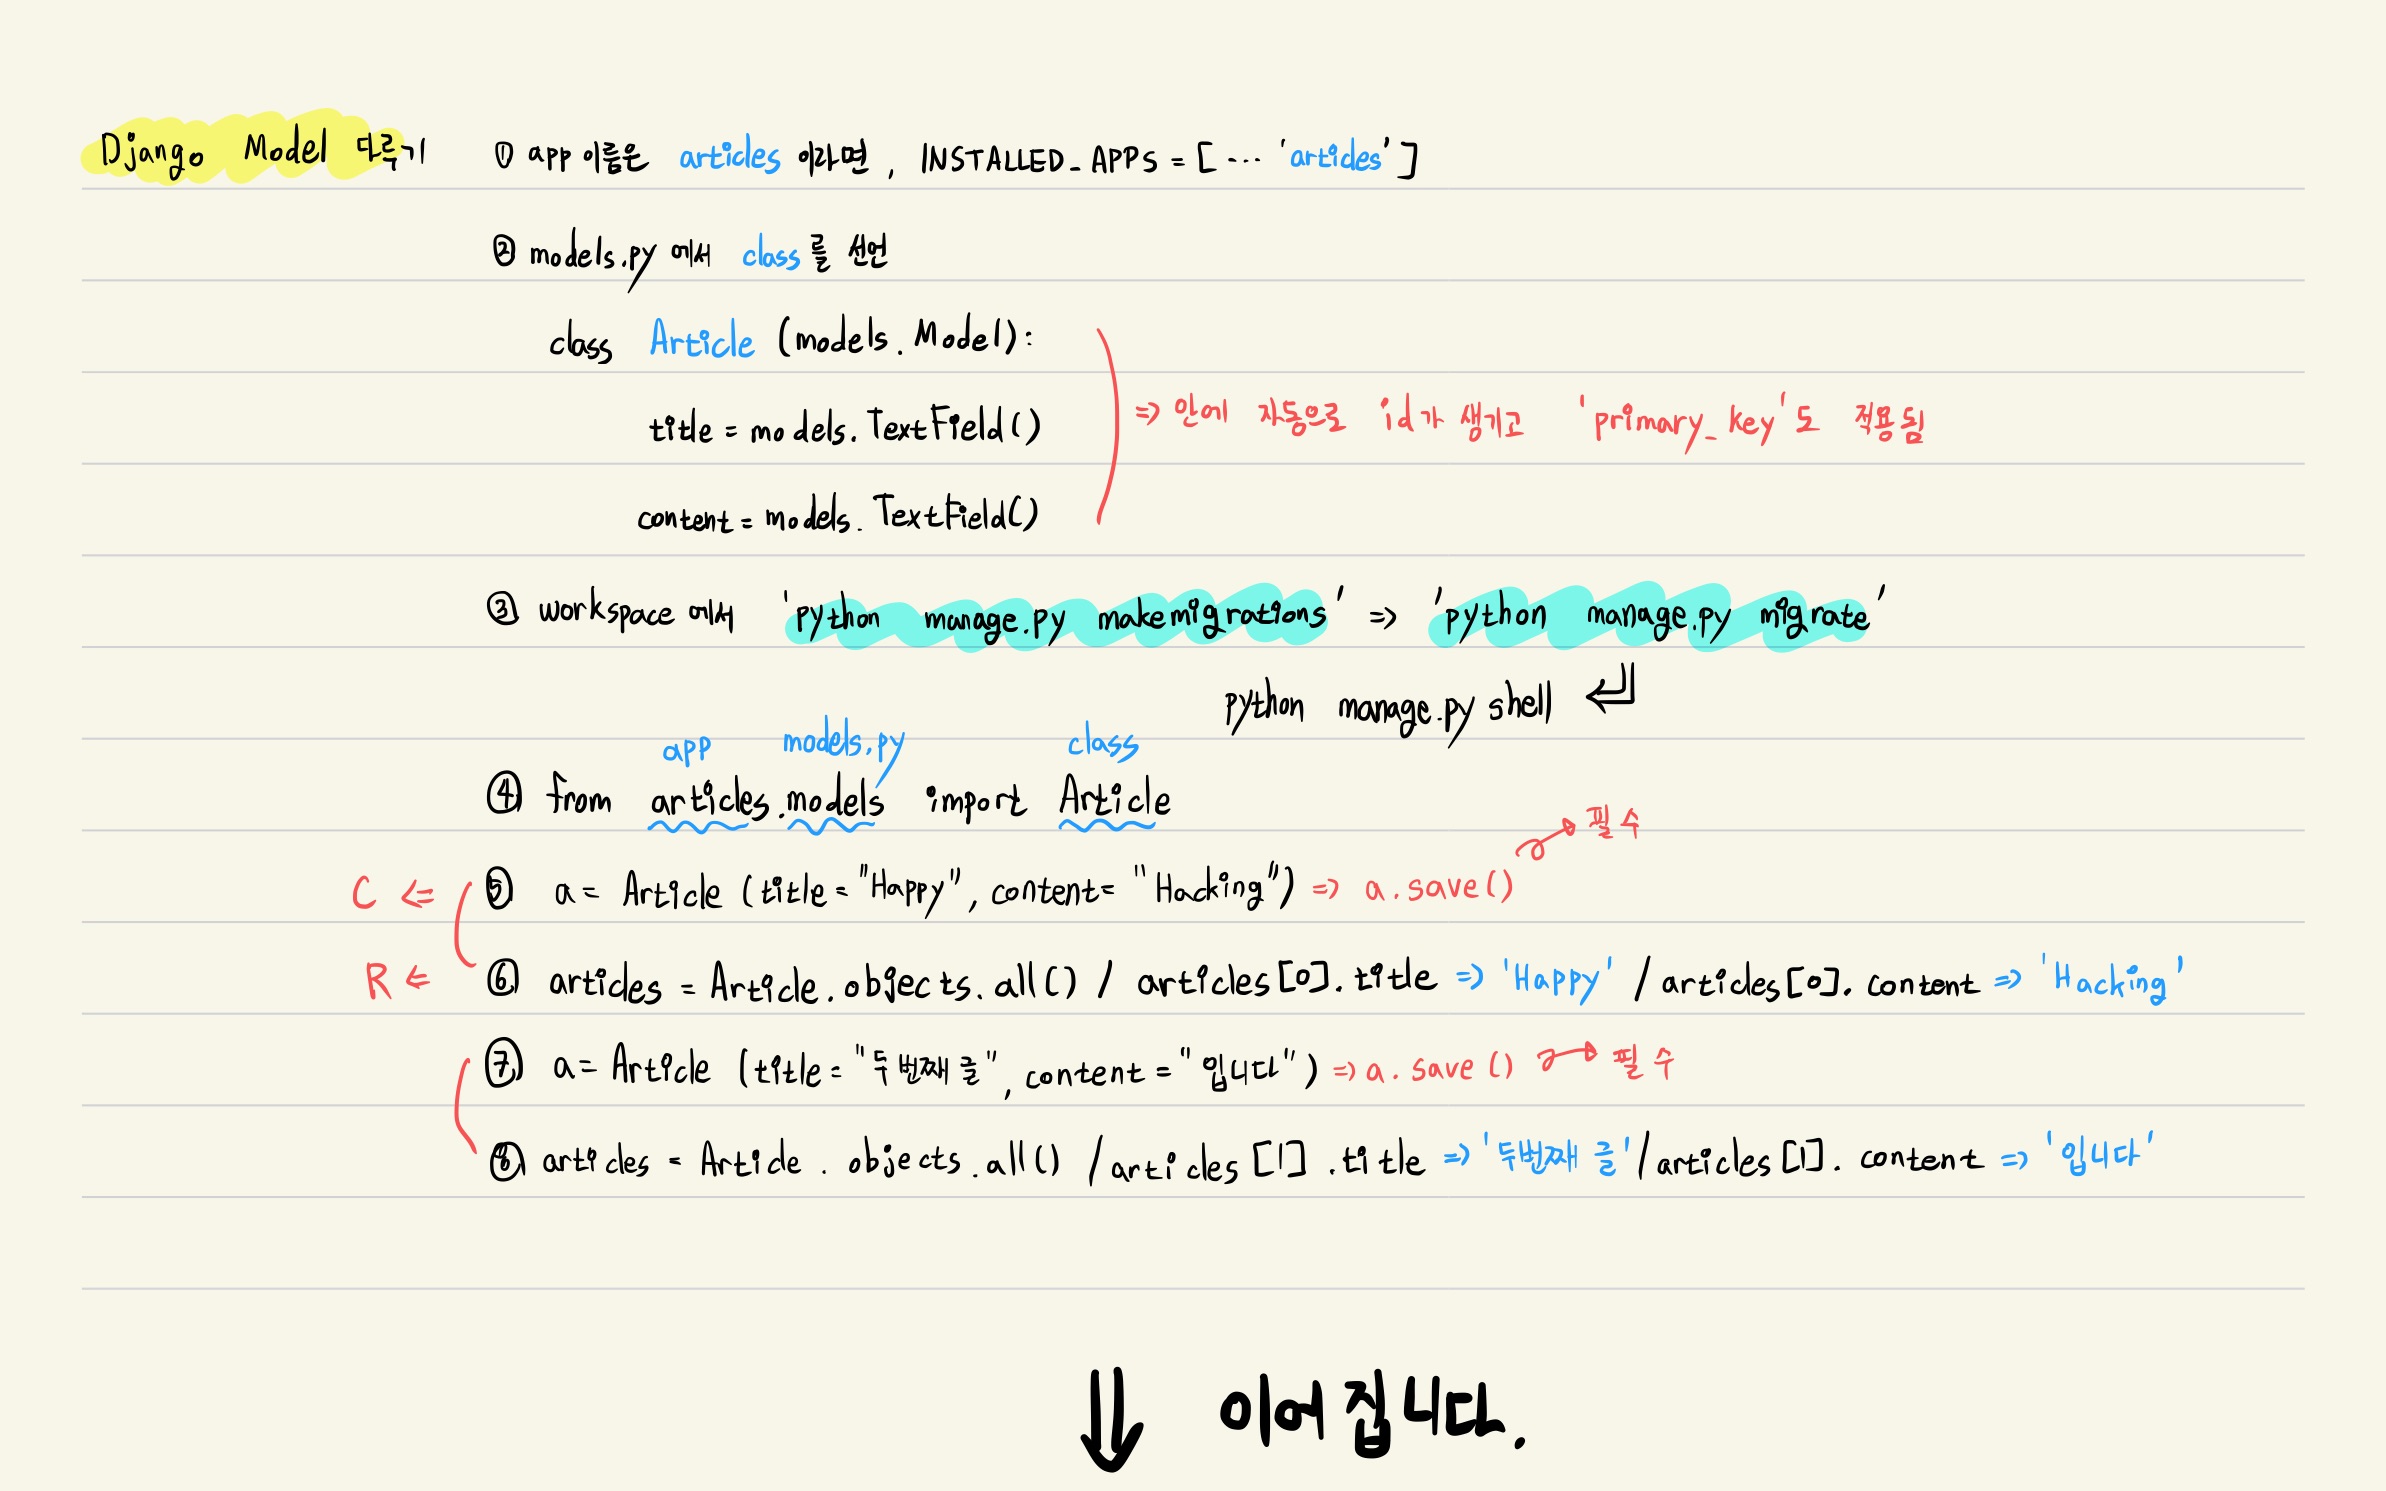 Django Model 다루기 ① app 이름은 articles 이라면, INSTALLED_APPS = [ ... 'articles' ]
② models.py 에서 class를 선언
class Article (models.Model):
title = models.TextField()
=> 안에 자동으로 id가 생기고 'primary_key'도 적용됨
content = models.TextField()
③ workspace 에서 'python manage.py makemigrations' => 'python manage.py migrate'
python manage.py shell
app models.py class
④ from articles.models import Article
필수
C <= ⑤ a = Article (title = "Happy", content = "Hacking") => a.save()
R <= ⑥ articles = Article.objects.all() / articles[0].title => 'Happy' / articles[0].content => 'Hacking'
⑦ a = Article (title = "두번째 글", content = "입니다") => a.save() 필수
⑧ articles = Article.objects.all() / articles[1].title => '두번째 글' / articles[1].content => '입니다'
⇓ 이어집니다.